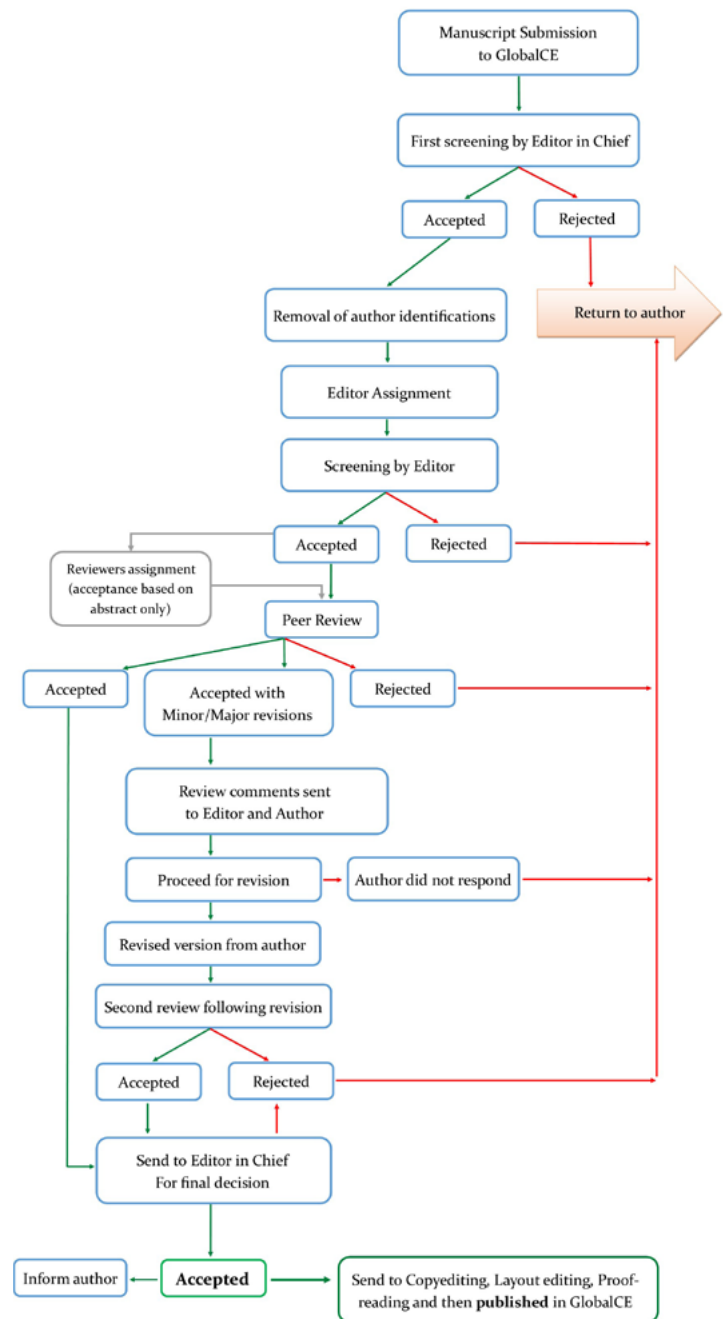 Manuscript Submission
to GlobalCE
First screening by Editor in Chief
Accepted
Rejected
Return to author
Removal of author identifications
Editor Assignment
Screening by Editor
Accepted
Rejected
Reviewers assignment
(acceptance based on
abstract only)
Peer Review
Accepted
Accepted with
Minor/Major revisions
Rejected
Review comments sent
to Editor and Author
Proceed for revision
Author did not respond
Revised version from author
Second review following revision
Accepted
Rejected
Send to Editor in Chief
For final decision
Inform author
Accepted
Send to Copyediting, Layout editing, Proof-
reading and then published in GlobalCE